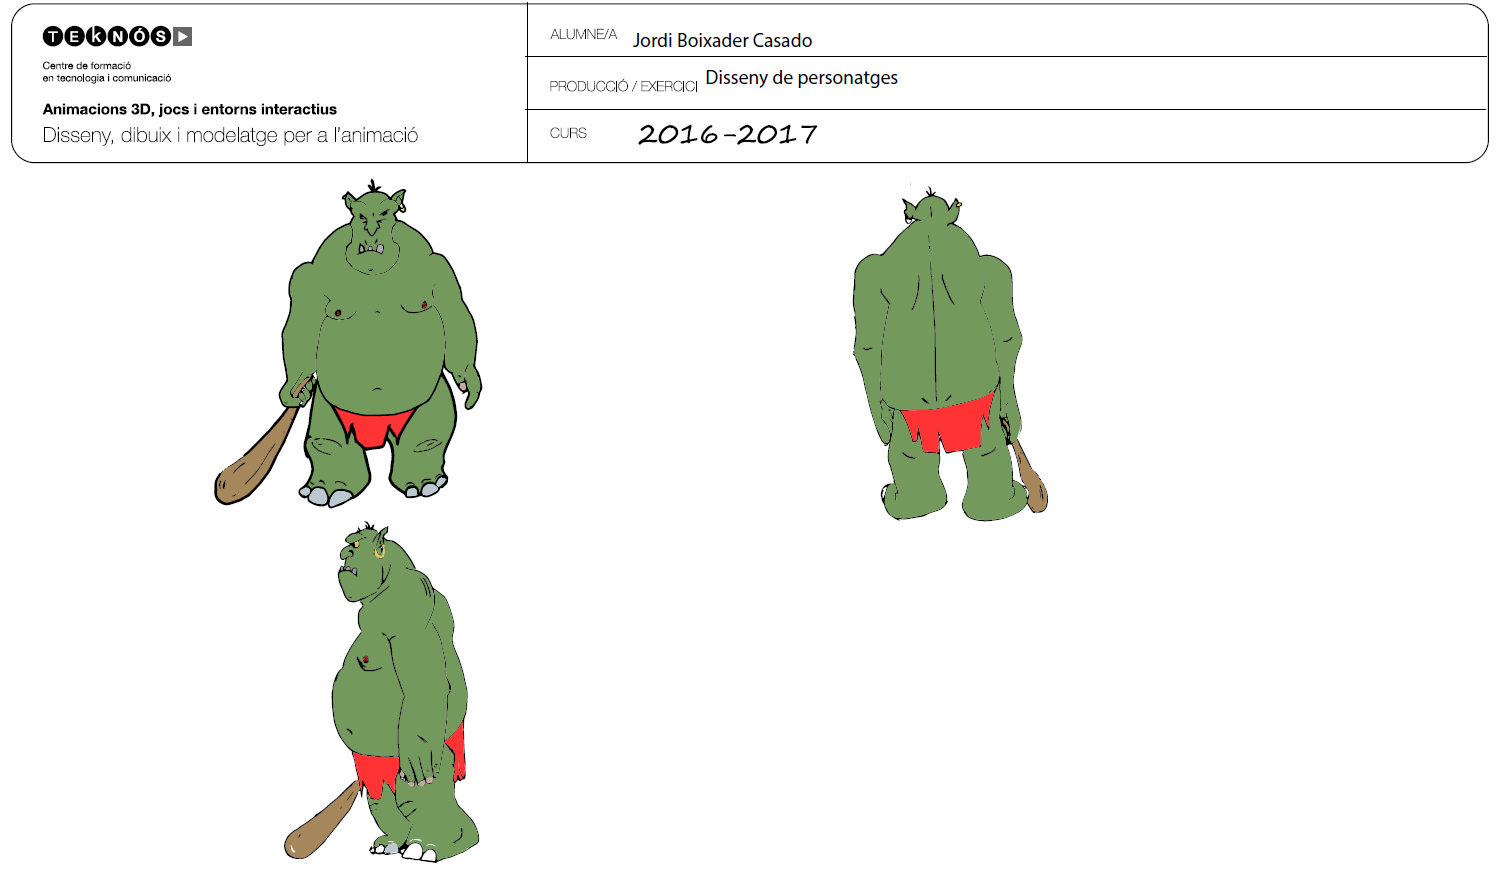 TEKNÓS
Centre de formació
en tecnologia i comunicació
Animacions 3D, jocs i entorns interactius
Disseny, dibuix i modelatge per a l'animació
ALUMNE/A Jordi Boixader Casado
PRODUCCIÓ / EXERCICI Disseny de personatges
CURS 2016-2017